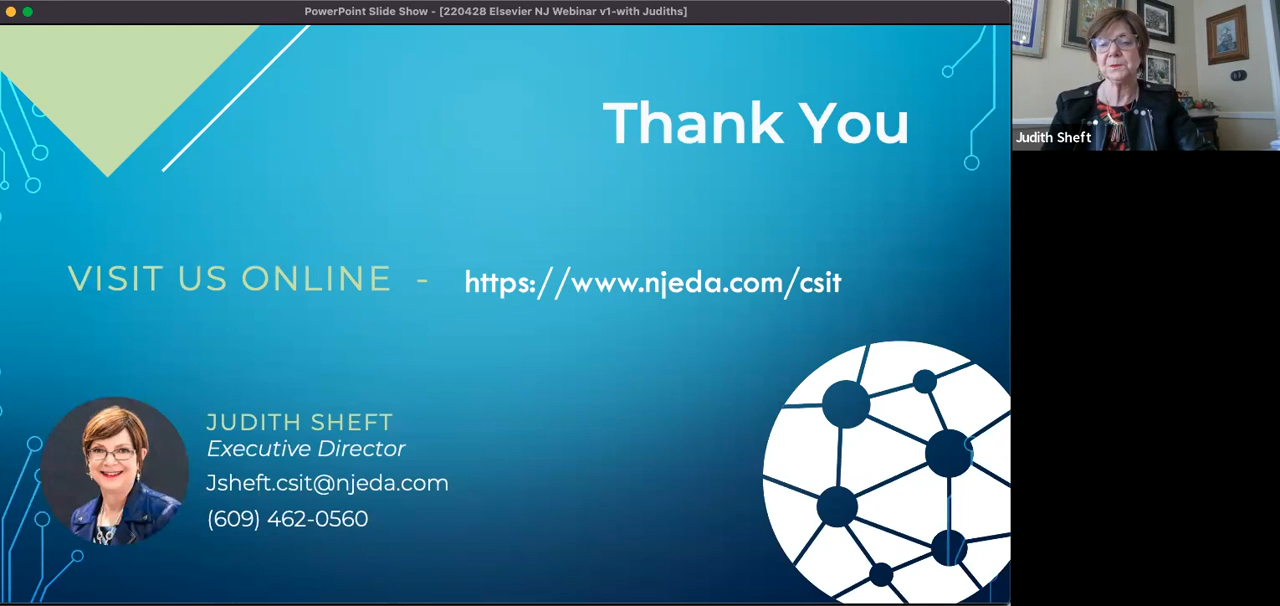 PowerPoint Slide Show - [220428 Elsevier NJ Webinar v1-with Judiths]
Thank You
VISIT US ONLINE - https://www.njeda.com/csit
JUDITH SHEFT
Executive Director
Jsheft.csit@njeda.com
(609) 462-0560
Judith Sheft